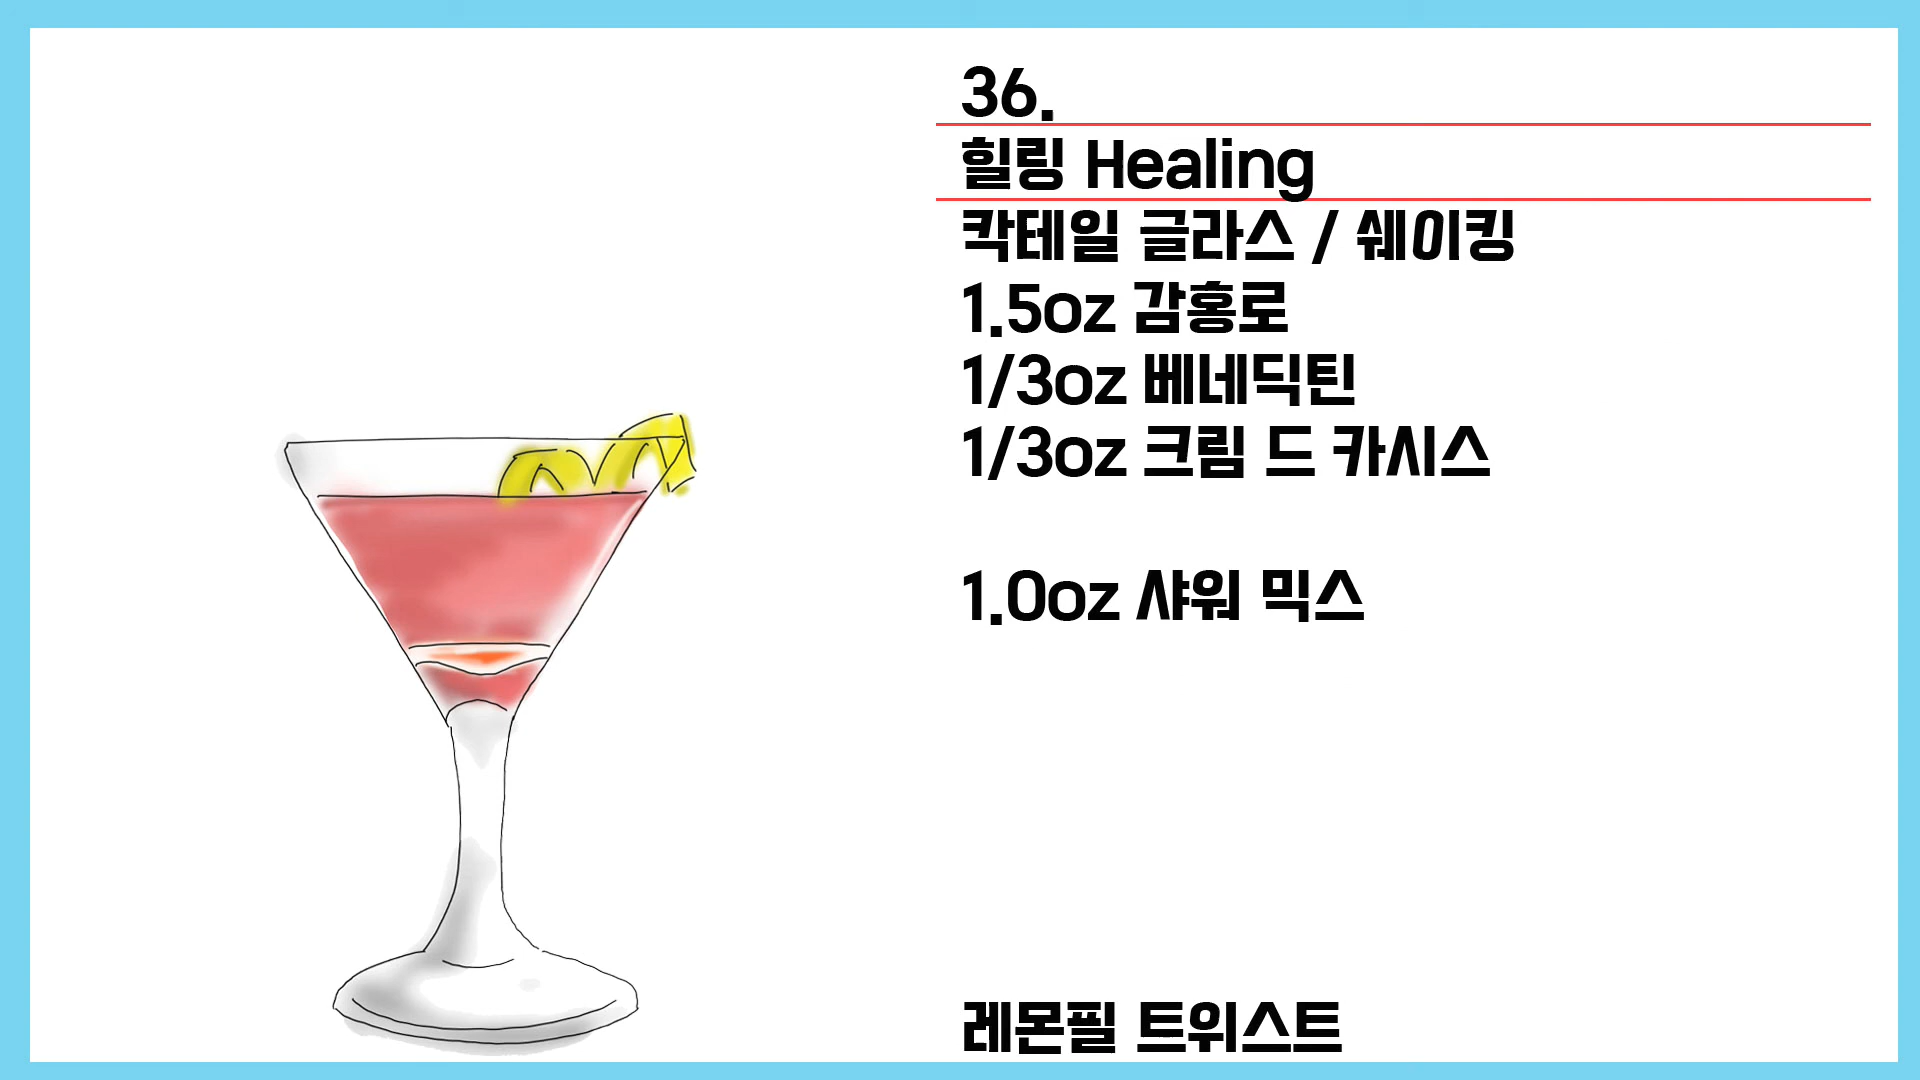 36.
힐링 Healing
칵테일 글라스 / 쉐이킹
1.5oz 감홍로
1/3oz 베네딕틴
1/3oz 크림 드 카시스
1.0oz 샤워 믹스
레몬필 트위스트